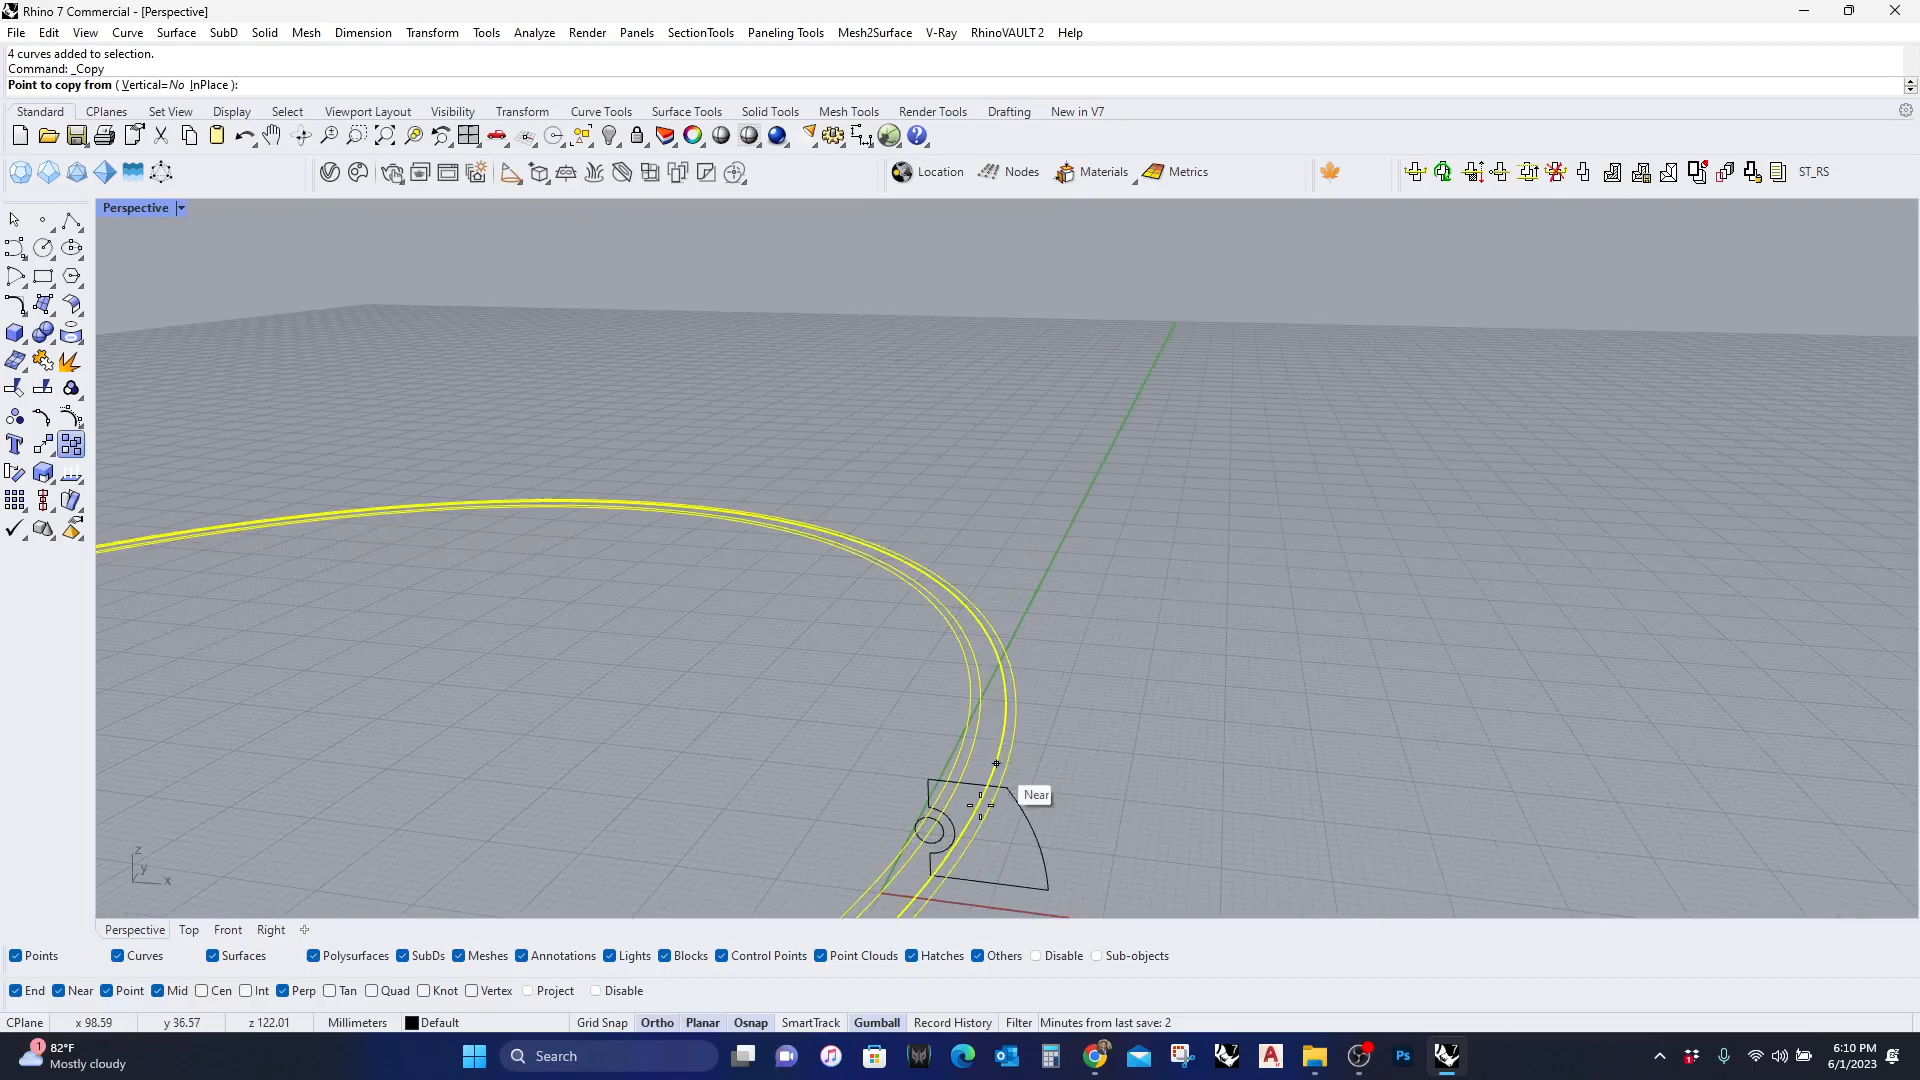 Rhino 7 Commercial - [Perspective]
File Edit View Curve Surface SubD Solid Mesh Dimension Transform Tools Analyze Render Panels SectionTools Paneling Tools Mesh2Surface V-Ray RhinoVAULT 2 Help
4 curves added to selection.
Command: _Copy
Point to copy from ( Vertical=No InPlace ):
Standard CPlanes Set View Display Select Viewport Layout Visibility Transform Curve Tools Surface Tools Solid Tools Mesh Tools Render Tools Drafting New in V7
Location Nodes Materials Metrics ST_RS
Perspective
Near
z
y
x
Perspective Top Front Right
Points Curves Surfaces Polysurfaces SubDs Meshes Annotations Lights Blocks Control Points Point Clouds Hatches Others Disable Sub-objects
End Near Point Mid Cen Int Perp Tan Quad Knot Vertex Project Disable
CPlane x 98.59 y 36.57 z 122.01 Millimeters Default Grid Snap Ortho Planar Osnap SmartTrack Gumball Record History Filter Minutes from last save: 2
1 82°F
Mostly cloudy
Search
Ps
6:10 PM
6/1/2023